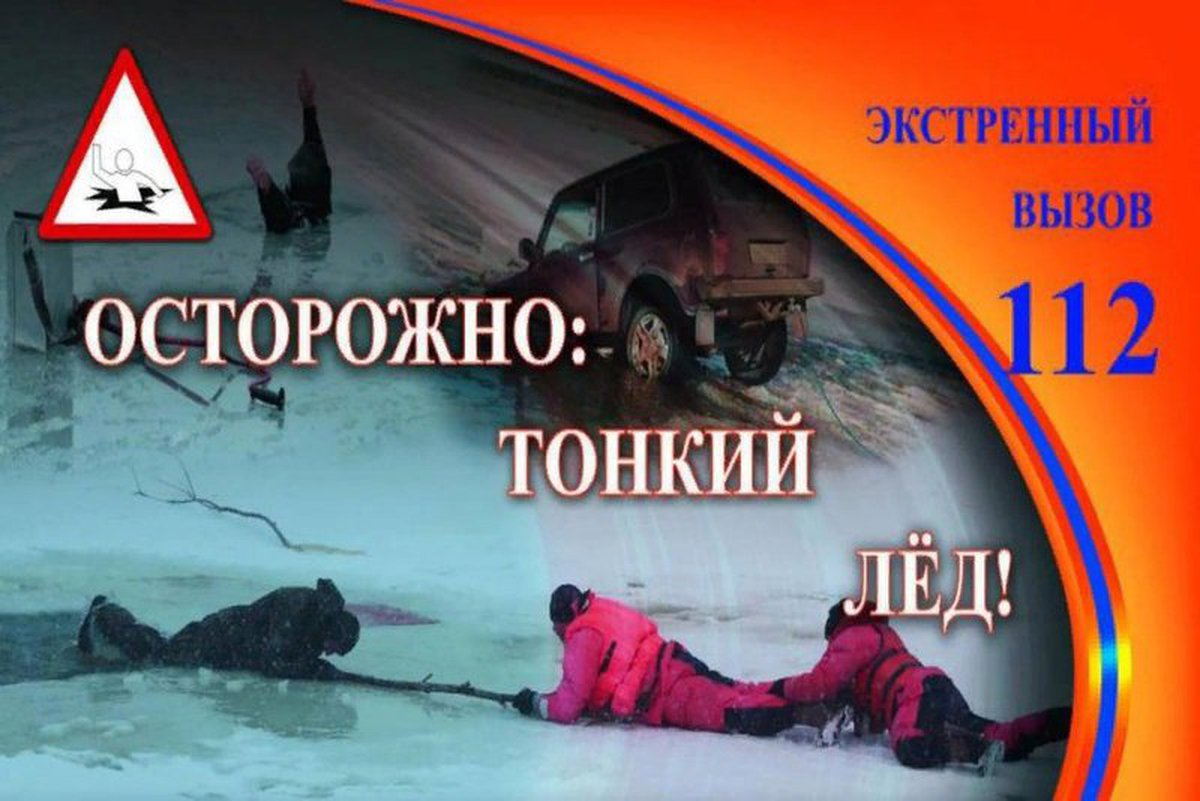 ЭКСТРЕННЫЙ
ВЫЗОВ
112
ОСТОРОЖНО:
ТОНКИЙ
ЛЁД!